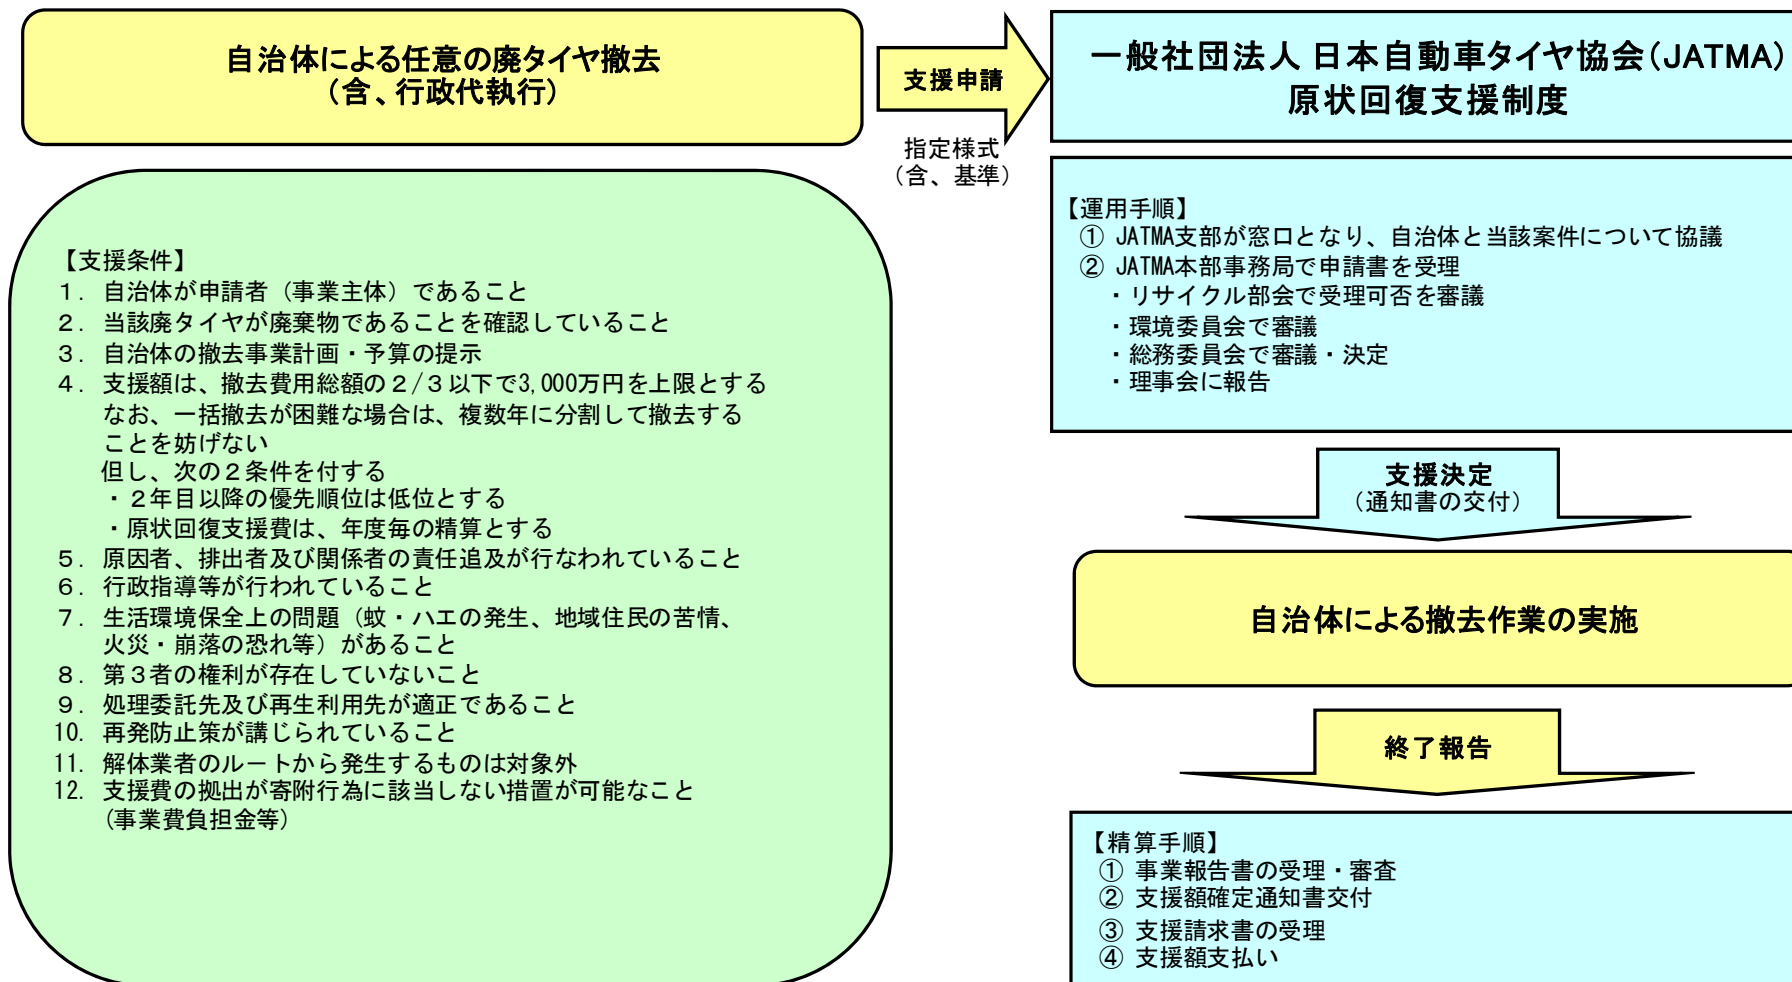 自治体による任意の廃タイヤ撤去
（含、行政代執行）
支援申請
指定様式
（含、基準）
一般社団法人 日本自動車タイヤ協会（JATMA）
原状回復支援制度
【支援条件】
１．自治体が申請者（事業主体）であること
２．当該廃タイヤが廃棄物であることを確認していること
３．自治体の撤去事業計画・予算の提示
４．支援額は、撤去費用総額の２/３以下で3,000万円を上限とする
なお、一括撤去が困難な場合は、複数年に分割して撤去する
ことを妨げない
但し、次の２条件を付する
・２年目以降の優先順位は低位とする
・原状回復支援費は、年度毎の精算とする
５．原因者、排出者及び関係者の責任追及が行なわれていること
６．行政指導等が行われていること
７．生活環境保全上の問題（蚊・ハエの発生、地域住民の苦情、
火災・崩落の恐れ等）があること
８．第３者の権利が存在していないこと
９．処理委託先及び再生利用先が適正であること
10．再発防止策が講じられていること
11．解体業者のルートから発生するものは対象外
12．支援費の拠出が寄附行為に該当しない措置が可能なこと
（事業費負担金等）
【運用手順】
① JATMA支部が窓口となり、自治体と当該案件について協議
② JATMA本部事務局で申請書を受理
・リサイクル部会で受理可否を審議
・環境委員会で審議
・総務委員会で審議・決定
・理事会に報告
支援決定
（通知書の交付）
自治体による撤去作業の実施
終了報告
【精算手順】
① 事業報告書の受理・審査
② 支援額確定通知書交付
③ 支援請求書の受理
④ 支援額支払い